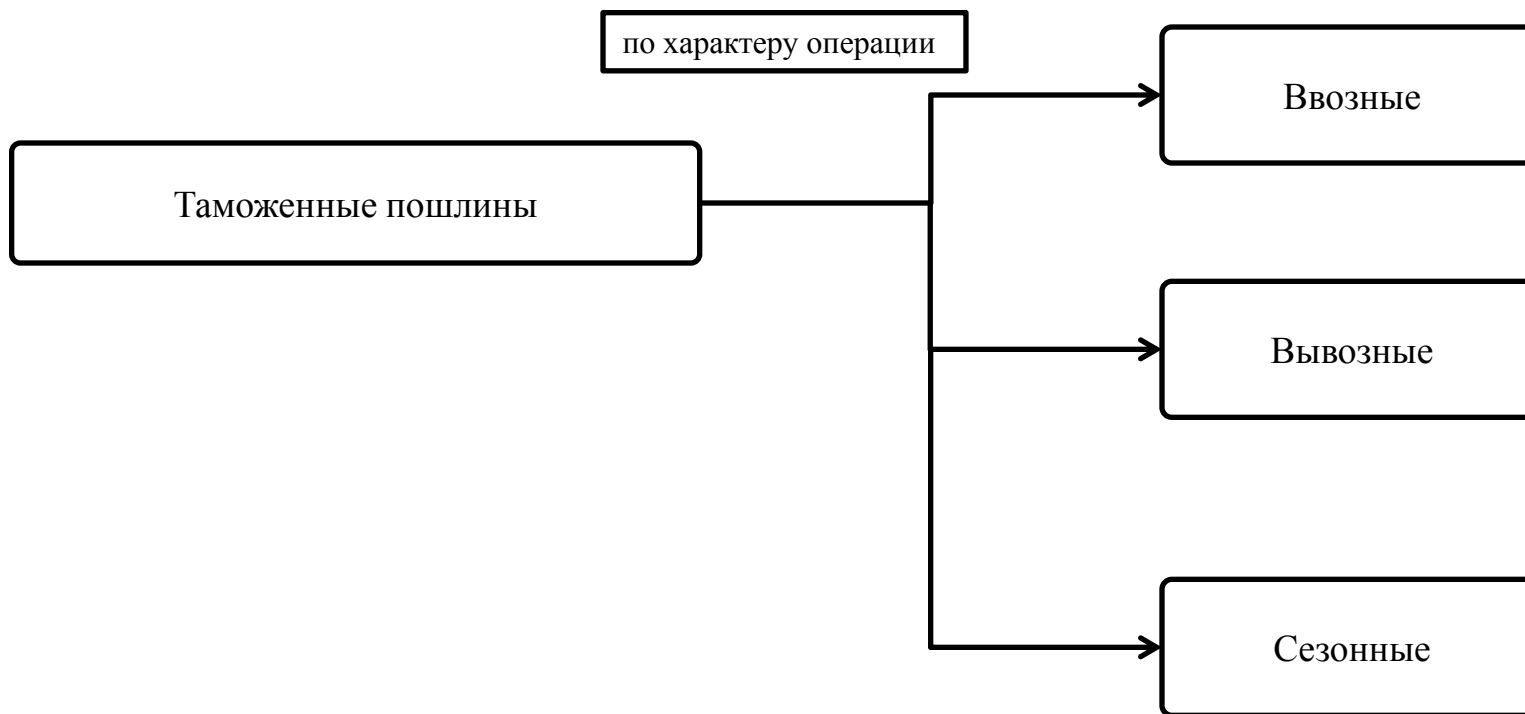 по характеру операции
Ввозные
Таможенные пошлины
Вывозные
Сезонные